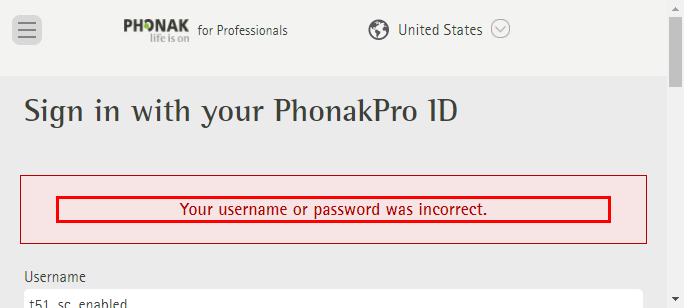 PHONAK
life is on
for Professionals
United States
Sign in with your PhonakPro ID
Your username or password was incorrect.
Username
t51_sc_enabled